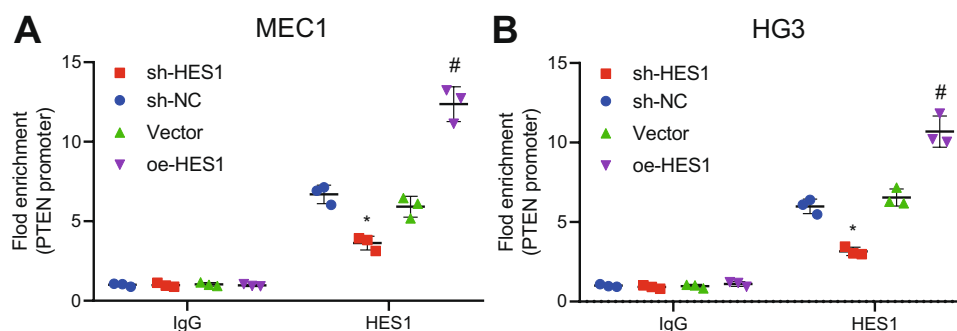 A
MEC1
Flod enrichment
(PTEN promoter)
15
10
5
0
sh-HES1
sh-NC
Vector
oe-HES1
*
#
IgG
HES1
B
HG3
Flod enrichment
(PTEN promoter)
15
10
5
0
sh-HES1
sh-NC
Vector
oe-HES1
*
#
IgG
HES1